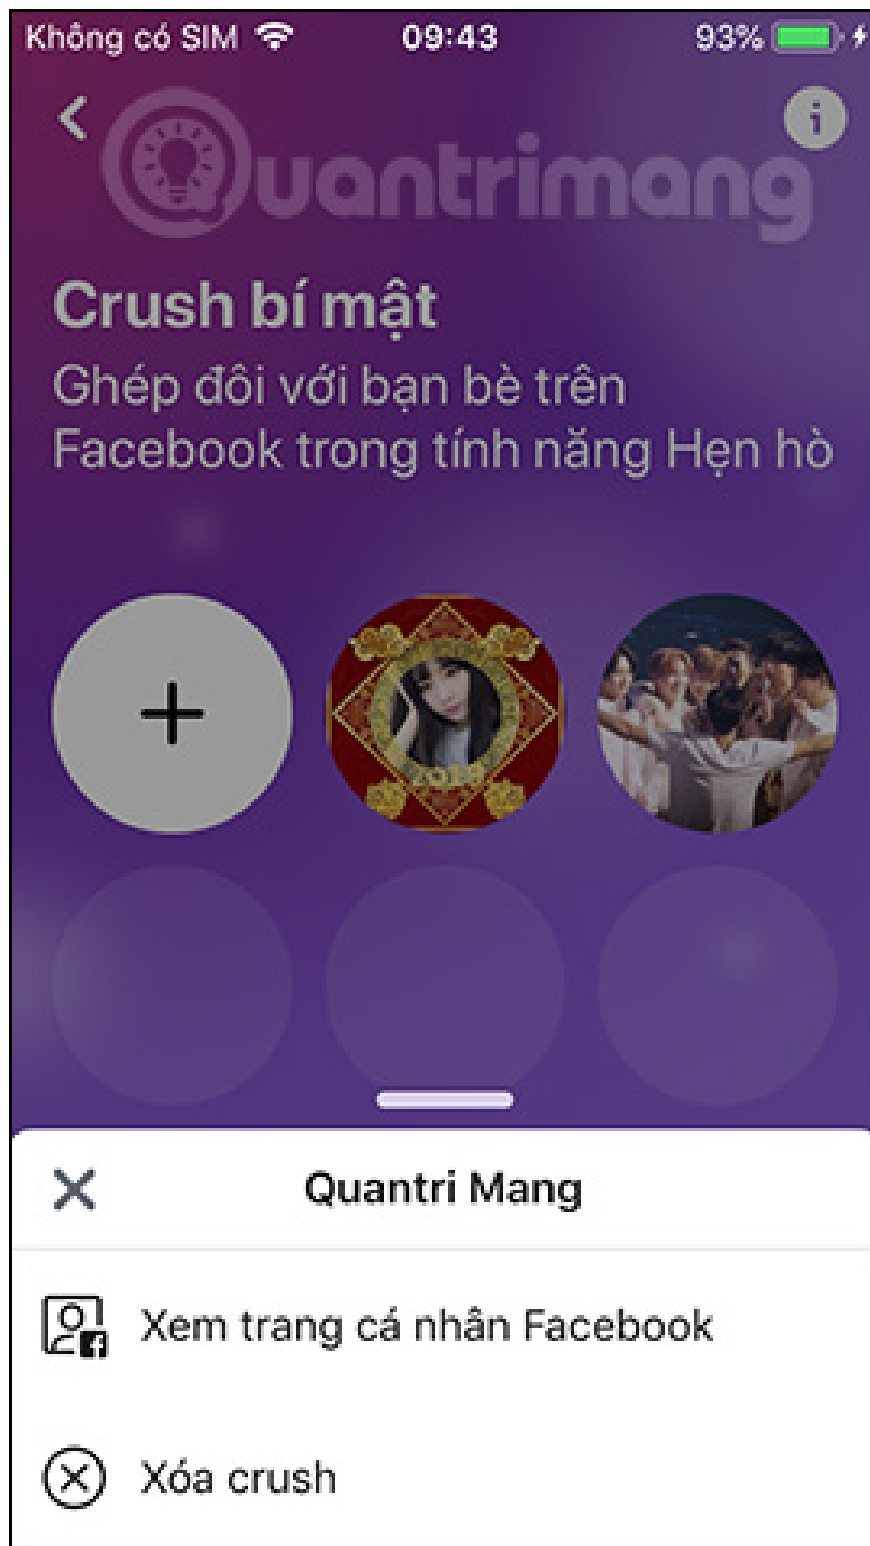 Không có SIM 09:43 93%
Quantrimang
Crush bí mật
Ghép đôi với bạn bè trên
Facebook trong tính năng Hẹn hò
Quantri Mang
Xem trang cá nhân Facebook
Xóa crush